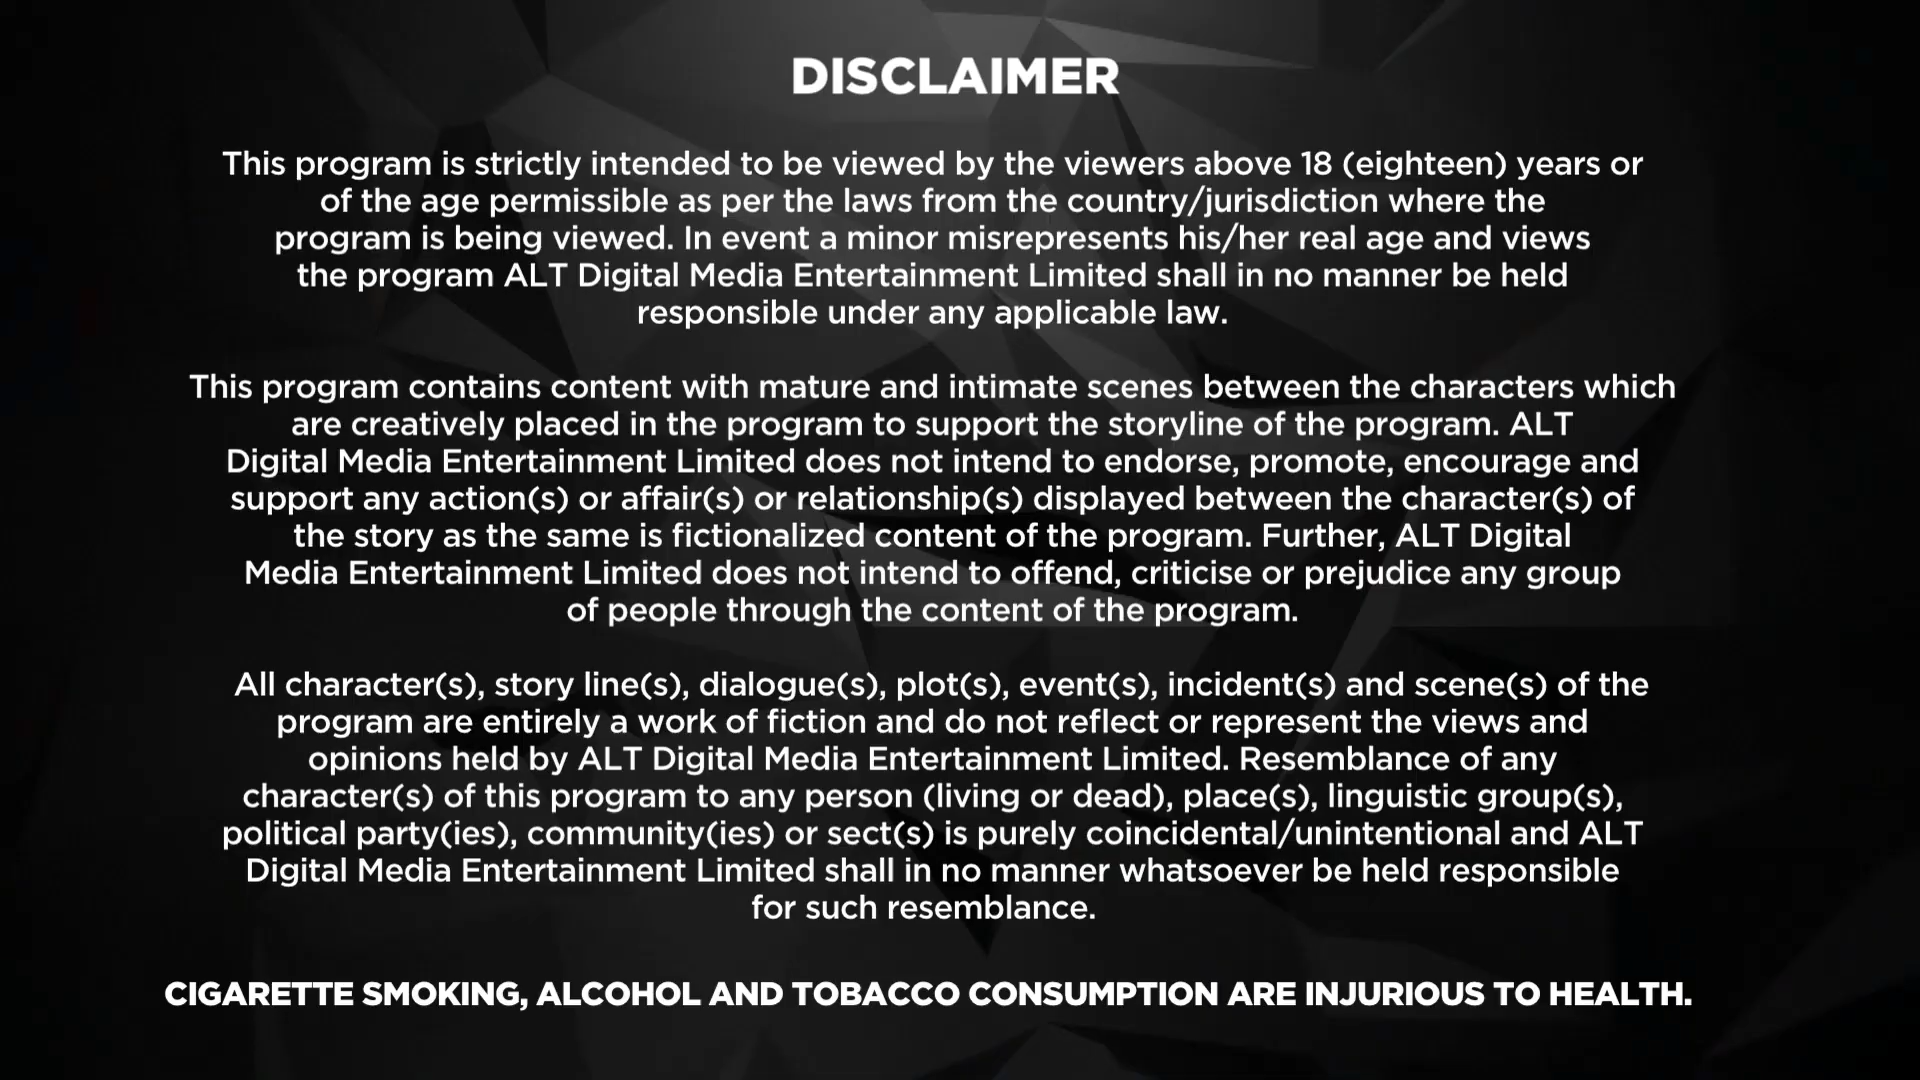 DISCLAIMER
This program is strictly intended to be viewed by the viewers above 18 (eighteen) years or
of the age permissible as per the laws from the country/jurisdiction where the
program is being viewed. In event a minor misrepresents his/her real age and views
the program ALT Digital Media Entertainment Limited shall in no manner be held
responsible under any applicable law.
This program contains content with mature and intimate scenes between the characters which
are creatively placed in the program to support the storyline of the program. ALT
Digital Media Entertainment Limited does not intend to endorse, promote, encourage and
support any action(s) or affair(s) or relationship(s) displayed between the character(s) of
the story as the same is fictionalized content of the program. Further, ALT Digital
Media Entertainment Limited does not intend to offend, criticise or prejudice any group
of people through the content of the program.
All character(s), story line(s), dialogue(s), plot(s), event(s), incident(s) and scene(s) of the
program are entirely a work of fiction and do not reflect or represent the views and
opinions held by ALT Digital Media Entertainment Limited. Resemblance of any
character(s) of this program to any person (living or dead), place(s), linguistic group(s),
political party(ies), community(ies) or sect(s) is purely coincidental/unintentional and ALT
Digital Media Entertainment Limited shall in no manner whatsoever be held responsible
for such resemblance.
CIGARETTE SMOKING, ALCOHOL AND TOBACCO CONSUMPTION ARE INJURIOUS TO HEALTH.